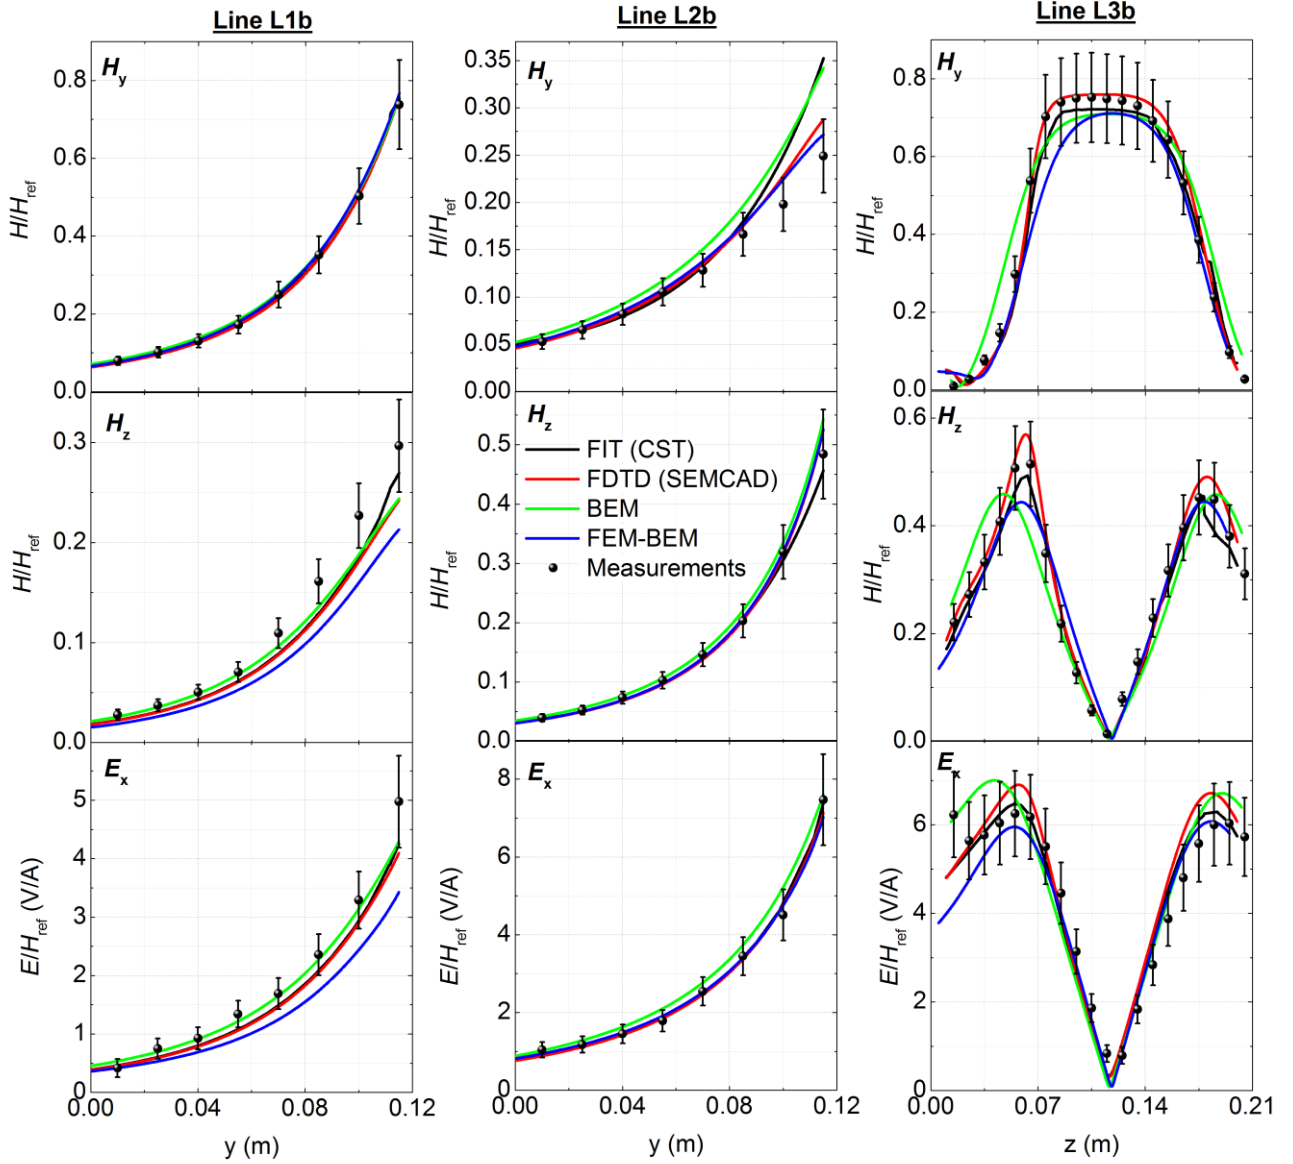 Line L1b
Line L2b
Line L3b
Hy
0.8
0.6
0.4
0.2
0.0
H/Href
Hy
0.35
0.30
0.25
0.20
0.15
0.10
0.05
0.0
H/Href
Hy
0.8
0.6
0.4
0.2
0.0
H/Href
Hz
0.3
0.2
0.1
0.0
H/Href
Hz
0.5
0.4
0.3
0.2
0.1
0.0
H/Href
FIT (CST)
FDTD (SEMCAD)
BEM
FEM-BEM
Measurements
Hz
0.6
0.4
0.2
0.0
H/Href
Ex
5
4
3
2
1
0
E/Href (V/A)
0.00 0.04 0.08 0.12
y (m)
Ex
8
6
4
2
0
E/Href (V/A)
0.00 0.04 0.08 0.12
y (m)
Ex
6
4
2
0
E/Href (V/A)
0.00 0.07 0.14 0.21
z (m)